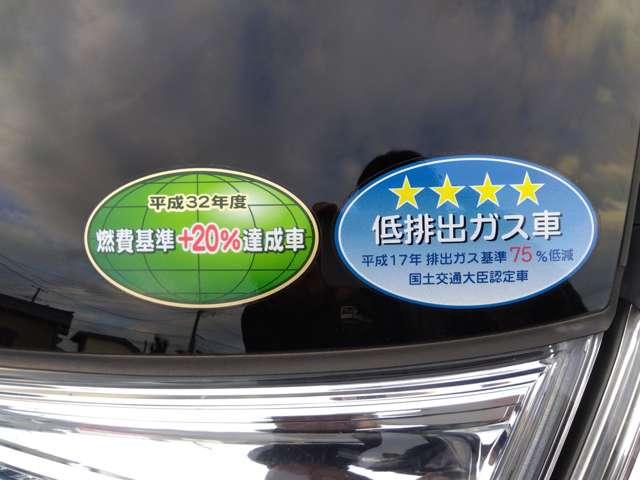 平成32年度
燃費基準+20%達成車
低排出ガス車
平成17年 排出ガス基準75%低減
国土交通大臣認定車